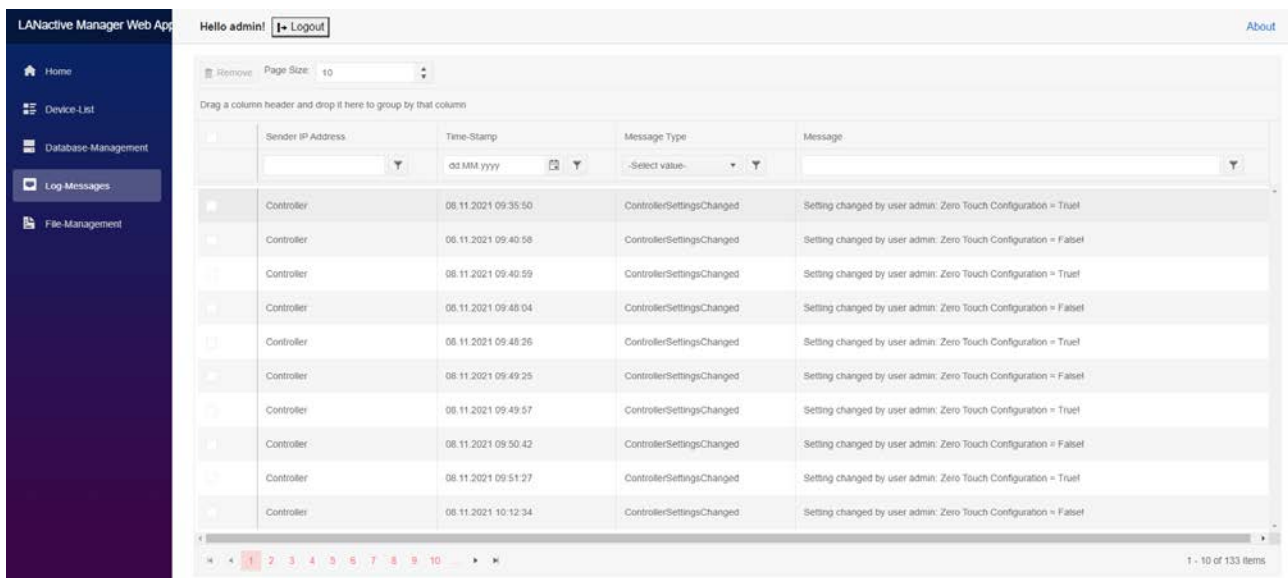 LANactive Manager Web App
Hello admin! Logout
About
Home
Device-List
Database-Management
Log-Messages
File-Management
Remove Page Size: 10
Drag a column header and drop it here to group by that column
Sender IP Address Time-Stamp Message Type Message
dd.MM.yyyy -Select value-
Controller 08.11.2021 09:35:50 ControllerSettingsChanged Setting changed by user admin: Zero Touch Configuration = True!
Controller 08.11.2021 09:40:58 ControllerSettingsChanged Setting changed by user admin: Zero Touch Configuration = False!
Controller 08.11.2021 09:40:59 ControllerSettingsChanged Setting changed by user admin: Zero Touch Configuration = True!
Controller 08.11.2021 09:48:04 ControllerSettingsChanged Setting changed by user admin: Zero Touch Configuration = False!
Controller 08.11.2021 09:48:26 ControllerSettingsChanged Setting changed by user admin: Zero Touch Configuration = True!
Controller 08.11.2021 09:49:25 ControllerSettingsChanged Setting changed by user admin: Zero Touch Configuration = False!
Controller 08.11.2021 09:49:57 ControllerSettingsChanged Setting changed by user admin: Zero Touch Configuration = True!
Controller 08.11.2021 09:50:42 ControllerSettingsChanged Setting changed by user admin: Zero Touch Configuration = False!
Controller 08.11.2021 09:51:27 ControllerSettingsChanged Setting changed by user admin: Zero Touch Configuration = True!
Controller 08.11.2021 10:12:34 ControllerSettingsChanged Setting changed by user admin: Zero Touch Configuration = False!
1 2 3 4 5 6 7 8 9 10 ... 1 - 10 of 133 items